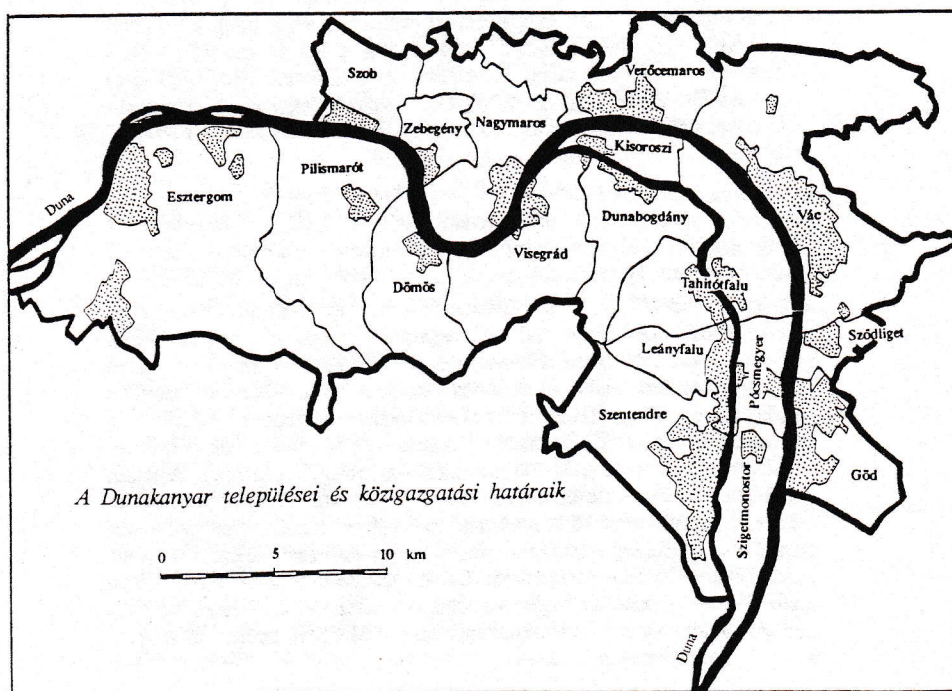 Szob
Verőcemaros
Zebegény
Nagymaros
Kisoroszi
Pilismarót
Esztergom
Duna
Dunabogdány
Vác
Visegrád
Dömös
Tahitótfalu
Leányfalu
Sződliget
Pócsmegyer
Szentendre
Göd
Szigetmonostor
A Dunakanyar települései és közigazgatási határaik
0 5 10 km
Duna